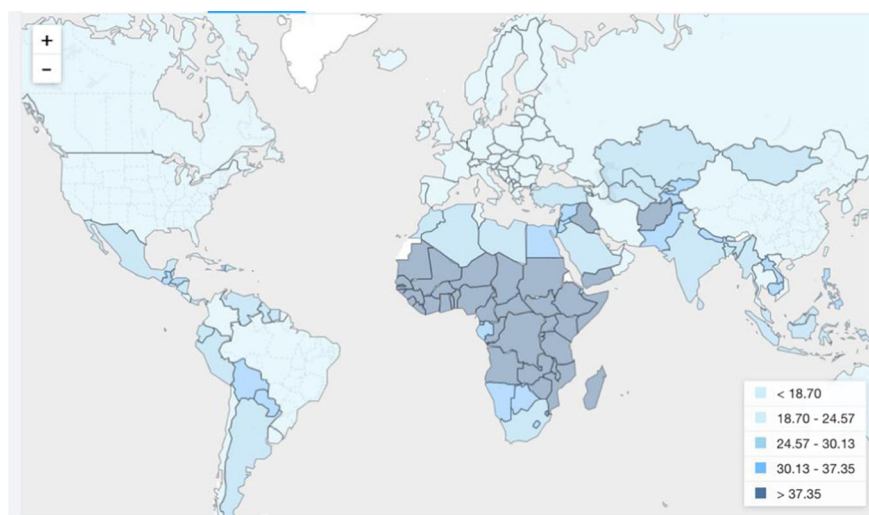 +
−
< 18.70
18.70 - 24.57
24.57 - 30.13
30.13 - 37.35
> 37.35